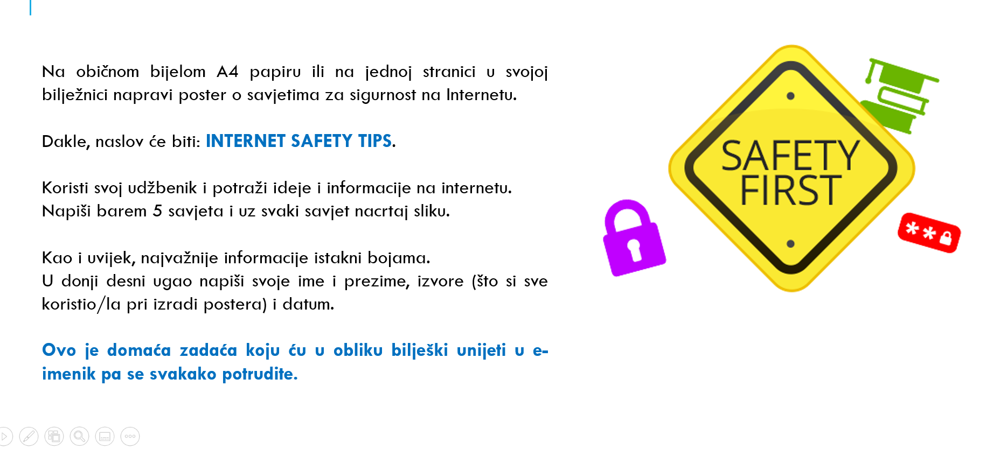 Na običnom bijelom A4 papiru ili na jednoj stranici u svojoj
bilježnici napravi poster o savjetima za sigurnost na Internetu.
Dakle, naslov će biti: INTERNET SAFETY TIPS.
Koristi svoj udžbenik i potraži ideje i informacije na internetu.
Napiši barem 5 savjeta i uz svaki savjet nacrtaj sliku.
Kao i uvijek, najvažnije informacije istakni bojama.
U donji desni ugao napiši svoje ime i prezime, izvore (što si sve
koristio/la pri izradi postera) i datum.
Ovo je domaća zadaća koju ću u obliku bilješki unijeti u e-
imenik pa se svakako potrudite.
SAFETY
FIRST
**